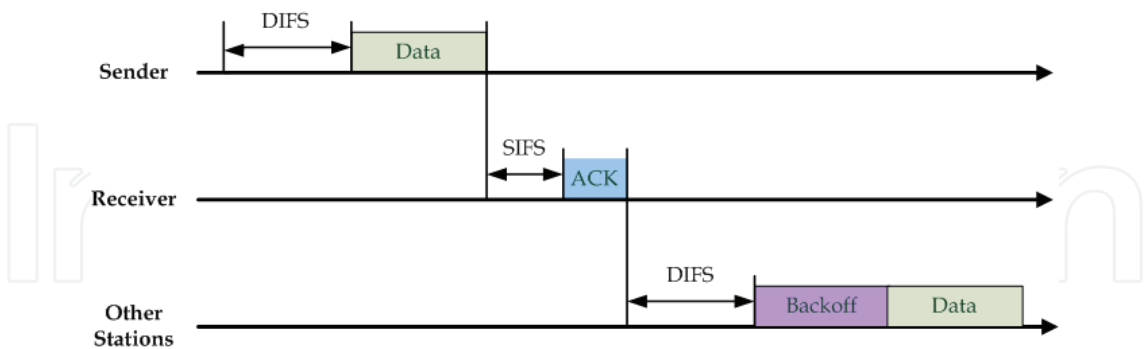 DIFS
Data
Sender
SIFS
ACK
Receiver
DIFS
Backoff
Data
Other
Stations